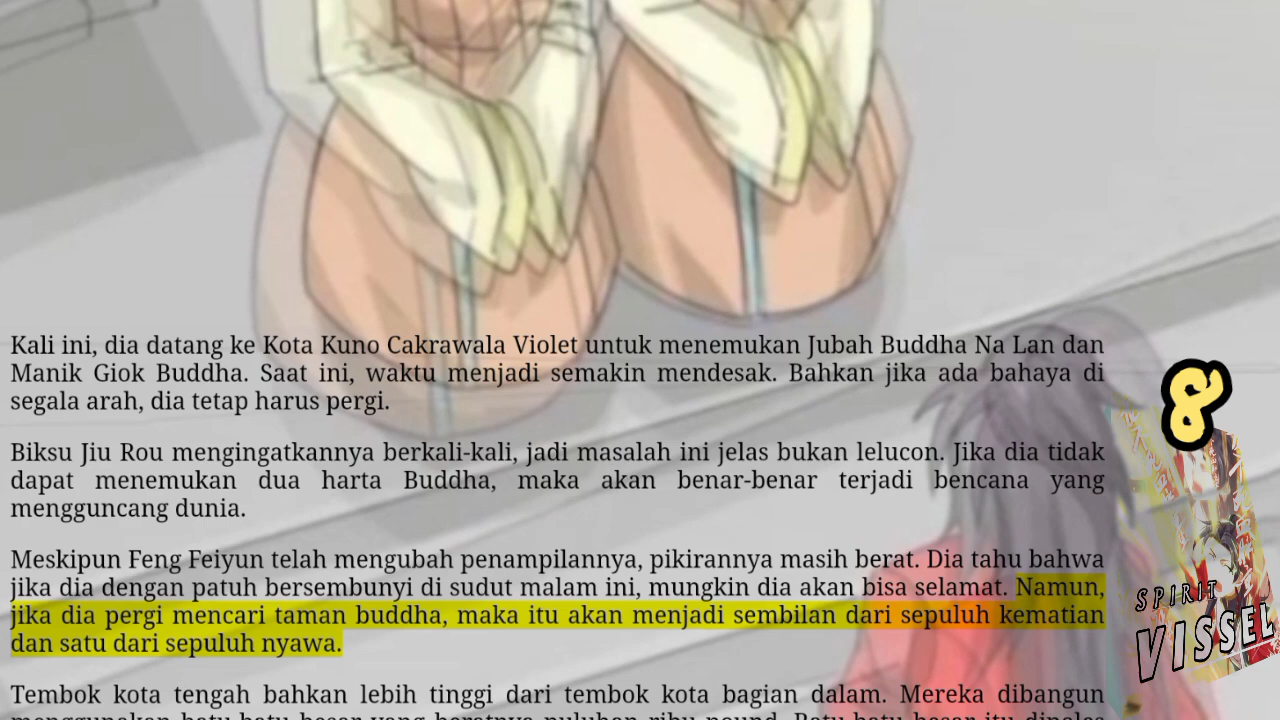 Kali ini, dia datang ke Kota Kuno Cakrawala Violet untuk menemukan Jubah Buddha Na Lan dan
Manik Giok Buddha. Saat ini, waktu menjadi semakin mendesak. Bahkan jika ada bahaya di
segala arah, dia tetap harus pergi.
Biksu Jiu Rou mengingatkannya berkali-kali, jadi masalah ini jelas bukan lelucon. Jika dia tidak
dapat menemukan dua harta Buddha, maka akan benar-benar terjadi bencana yang
mengguncang dunia.
Meskipun Feng Feiyun telah mengubah penampilannya, pikirannya masih berat. Dia tahu bahwa
jika dia dengan patuh bersembunyi di sudut malam ini, mungkin dia akan bisa selamat. Namun,
jika dia pergi mencari taman buddha, maka itu akan menjadi sembilan dari sepuluh kematian
dan satu dari sepuluh nyawa.
Tembok kota tengah bahkan lebih tinggi dari tembok kota bagian dalam. Mereka dibangun
8
SPIRIT
VISSEL